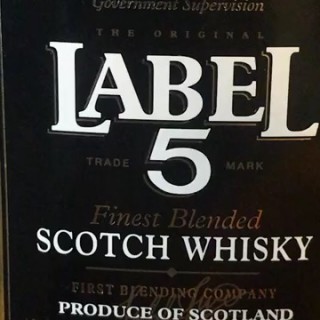 Government Supervision
THE ORIGINAL
LABEL
5
TRADE MARK
Finest Blended
SCOTCH WHISKY
FIRST BLENDING COMPANY
PRODUCE OF SCOTLAND